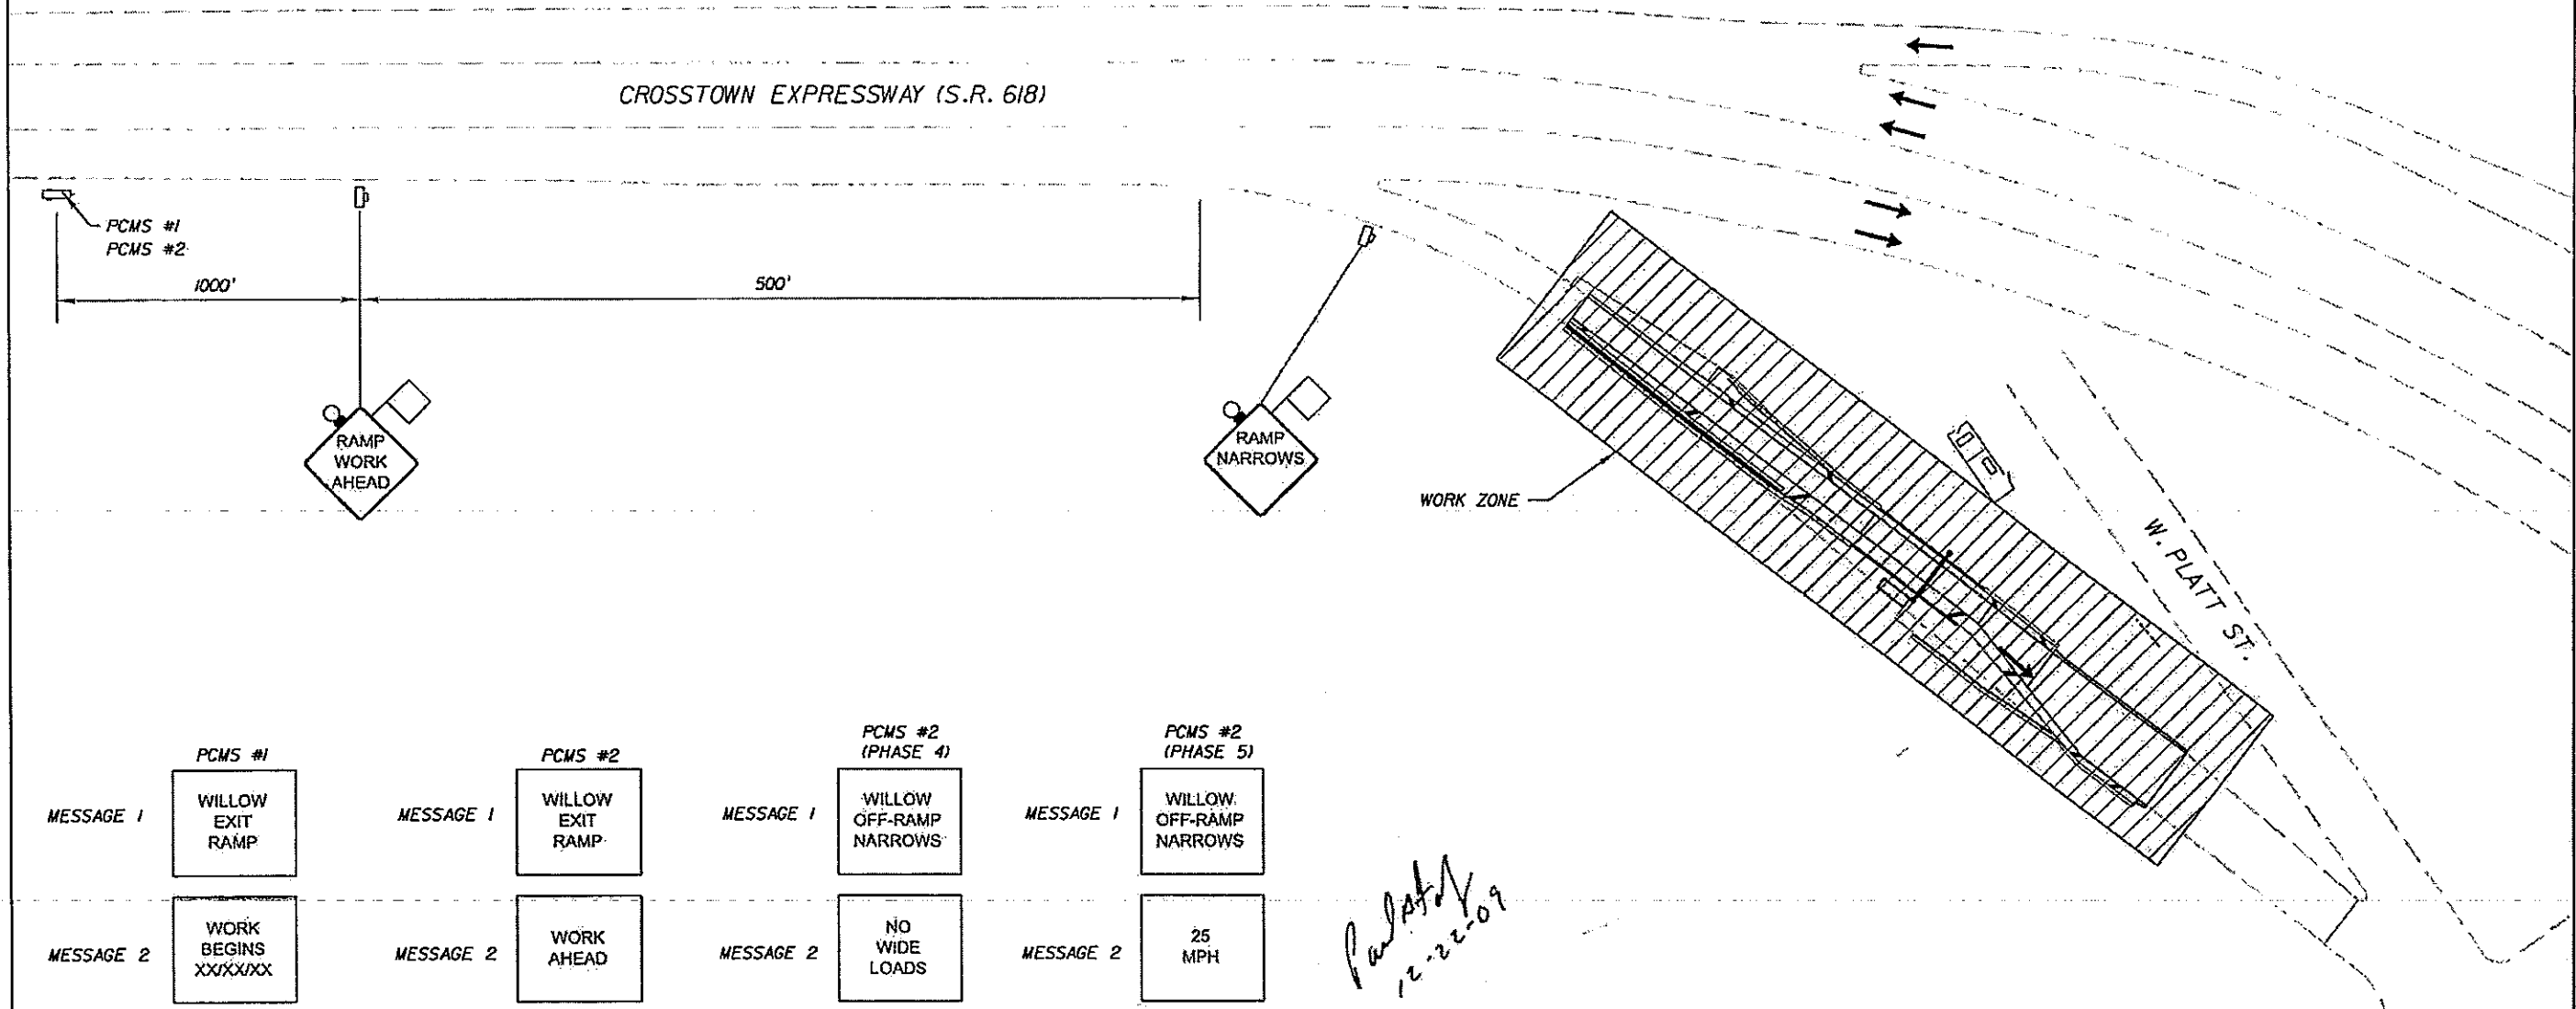 CROSSTOWN EXPRESSWAY (S.R. 618)
PCMS #1
PCMS #2
1000'
500'
RAMP
WORK
AHEAD
RAMP
NARROWS
WORK ZONE
W. PLATT ST.
PCMS #1
MESSAGE 1
WILLOW
EXIT
RAMP
MESSAGE 2
WORK
BEGINS
XX/XX/XX
PCMS #2
MESSAGE 1
WILLOW
EXIT
RAMP
MESSAGE 2
WORK
AHEAD
PCMS #2
(PHASE 4)
MESSAGE 1
WILLOW
OFF-RAMP
NARROWS
MESSAGE 2
NO
WIDE
LOADS
PCMS #2
(PHASE 5)
MESSAGE 1
WILLOW
OFF-RAMP
NARROWS
MESSAGE 2
25
MPH
12-22-09